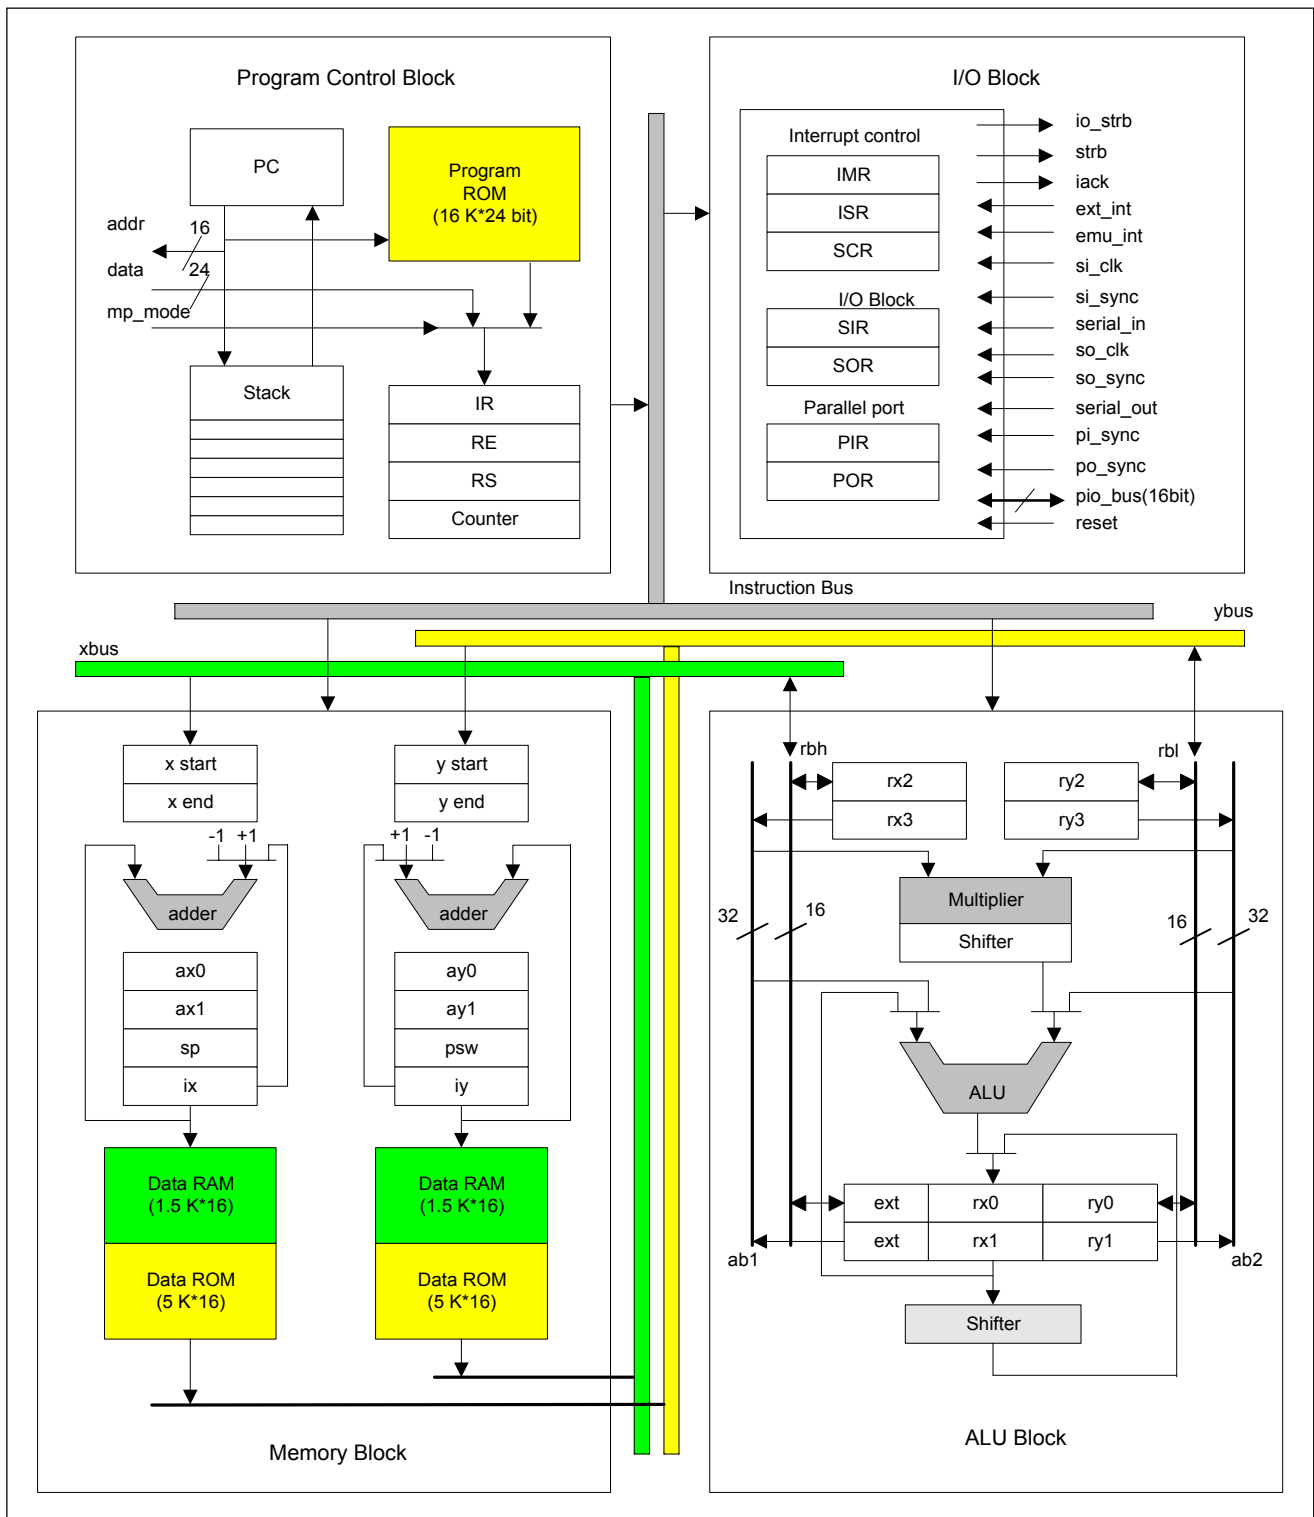 Program Control Block
PC
Program
ROM
(16 K*24 bit)
addr
16
data
24
mp_mode
Stack
IR
RE
RS
Counter
I/O Block
Interrupt control
IMR
ISR
SCR
I/O Block
SIR
SOR
Parallel port
PIR
POR
io_strb
strb
iack
ext_int
emu_int
si_clk
si_sync
serial_in
so_clk
so_sync
serial_out
pi_sync
po_sync
pio_bus(16bit)
reset
Instruction Bus
ybus
xbus
x start
x end
-1 +1
adder
ax0
ax1
sp
ix
Data RAM
(1.5 K*16)
Data ROM
(5 K*16)
y start
y end
+1 -1
adder
ay0
ay1
psw
iy
Data RAM
(1.5 K*16)
Data ROM
(5 K*16)
Memory Block
rbh
rbl
rx2
rx3
ry2
ry3
Multiplier
Shifter
32
16
16
32
ALU
ext rx0 ry0
ext rx1 ry1
ab1
ab2
Shifter
ALU Block